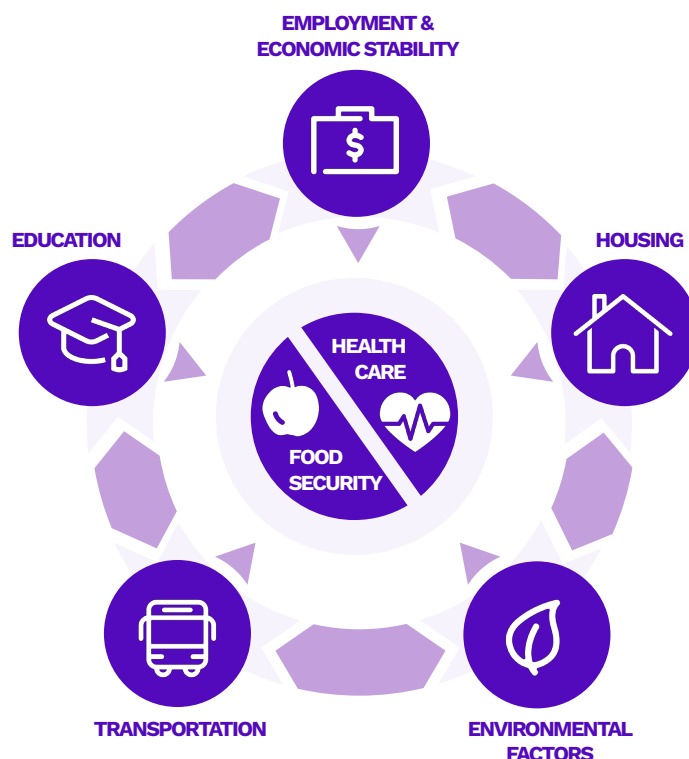 EMPLOYMENT &
ECONOMIC STABILITY
$
EDUCATION
HOUSING
HEALTH
CARE
FOOD
SECURITY
TRANSPORTATION
ENVIRONMENTAL
FACTORS